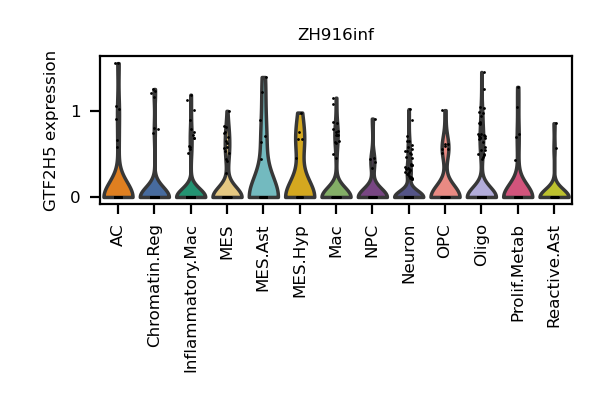 ZH916inf
GTF2H5 expression
1
0
AC
Chromatin.Reg
Inflammatory.Mac
MES
MES.Ast
MES.Hyp
Mac
NPC
Neuron
OPC
Oligo
Prolif.Metab
Reactive.Ast